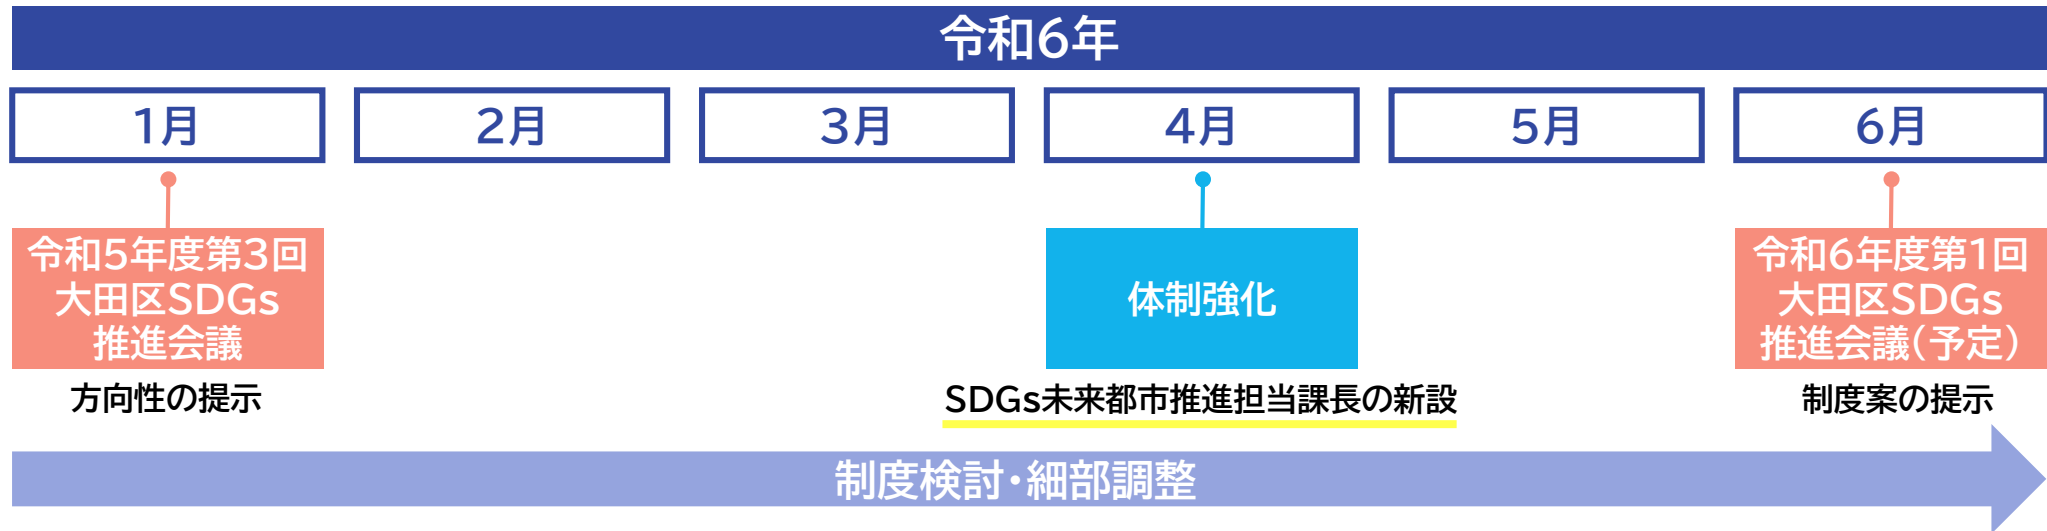 令和6年
1月
2月
3月
4月
5月
6月
令和5年度第3回
大田区SDGs
推進会議
方向性の提示
体制強化
SDGs未来都市推進担当課長の新設
令和6年度第1回
大田区SDGs
推進会議(予定)
制度案の提示
制度検討・細部調整